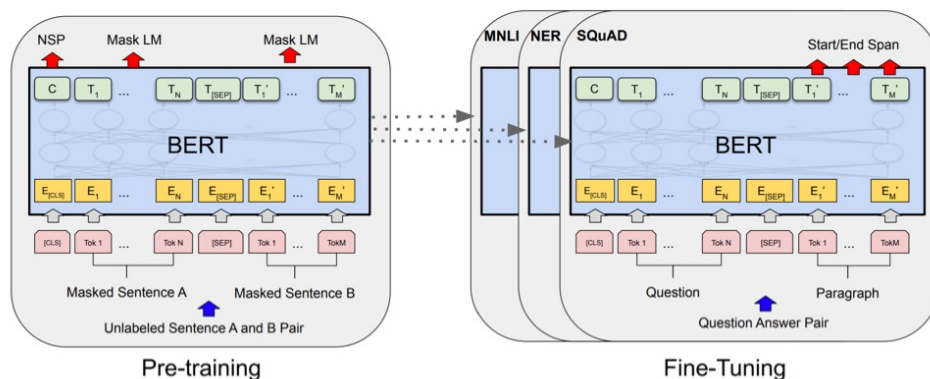 NSP Mask LM Mask LM
C T1 ... TN T[SEP] T1' ... TM'
BERT
E[CLS] E1 ... EN E[SEP] E1' ... EM'
[CLS] Tok 1 ... Tok N [SEP] Tok 1 ... TokM
Masked Sentence A Masked Sentence B
Unlabeled Sentence A and B Pair
Pre-training
MNLI NER SQuAD
Start/End Span
C T1 ... TN T[SEP] T1' ... TM'
BERT
E[CLS] E1 ... EN E[SEP] E1' ... EM'
[CLS] Tok 1 ... Tok N [SEP] Tok 1 ... TokM
Question Paragraph
Question Answer Pair
Fine-Tuning